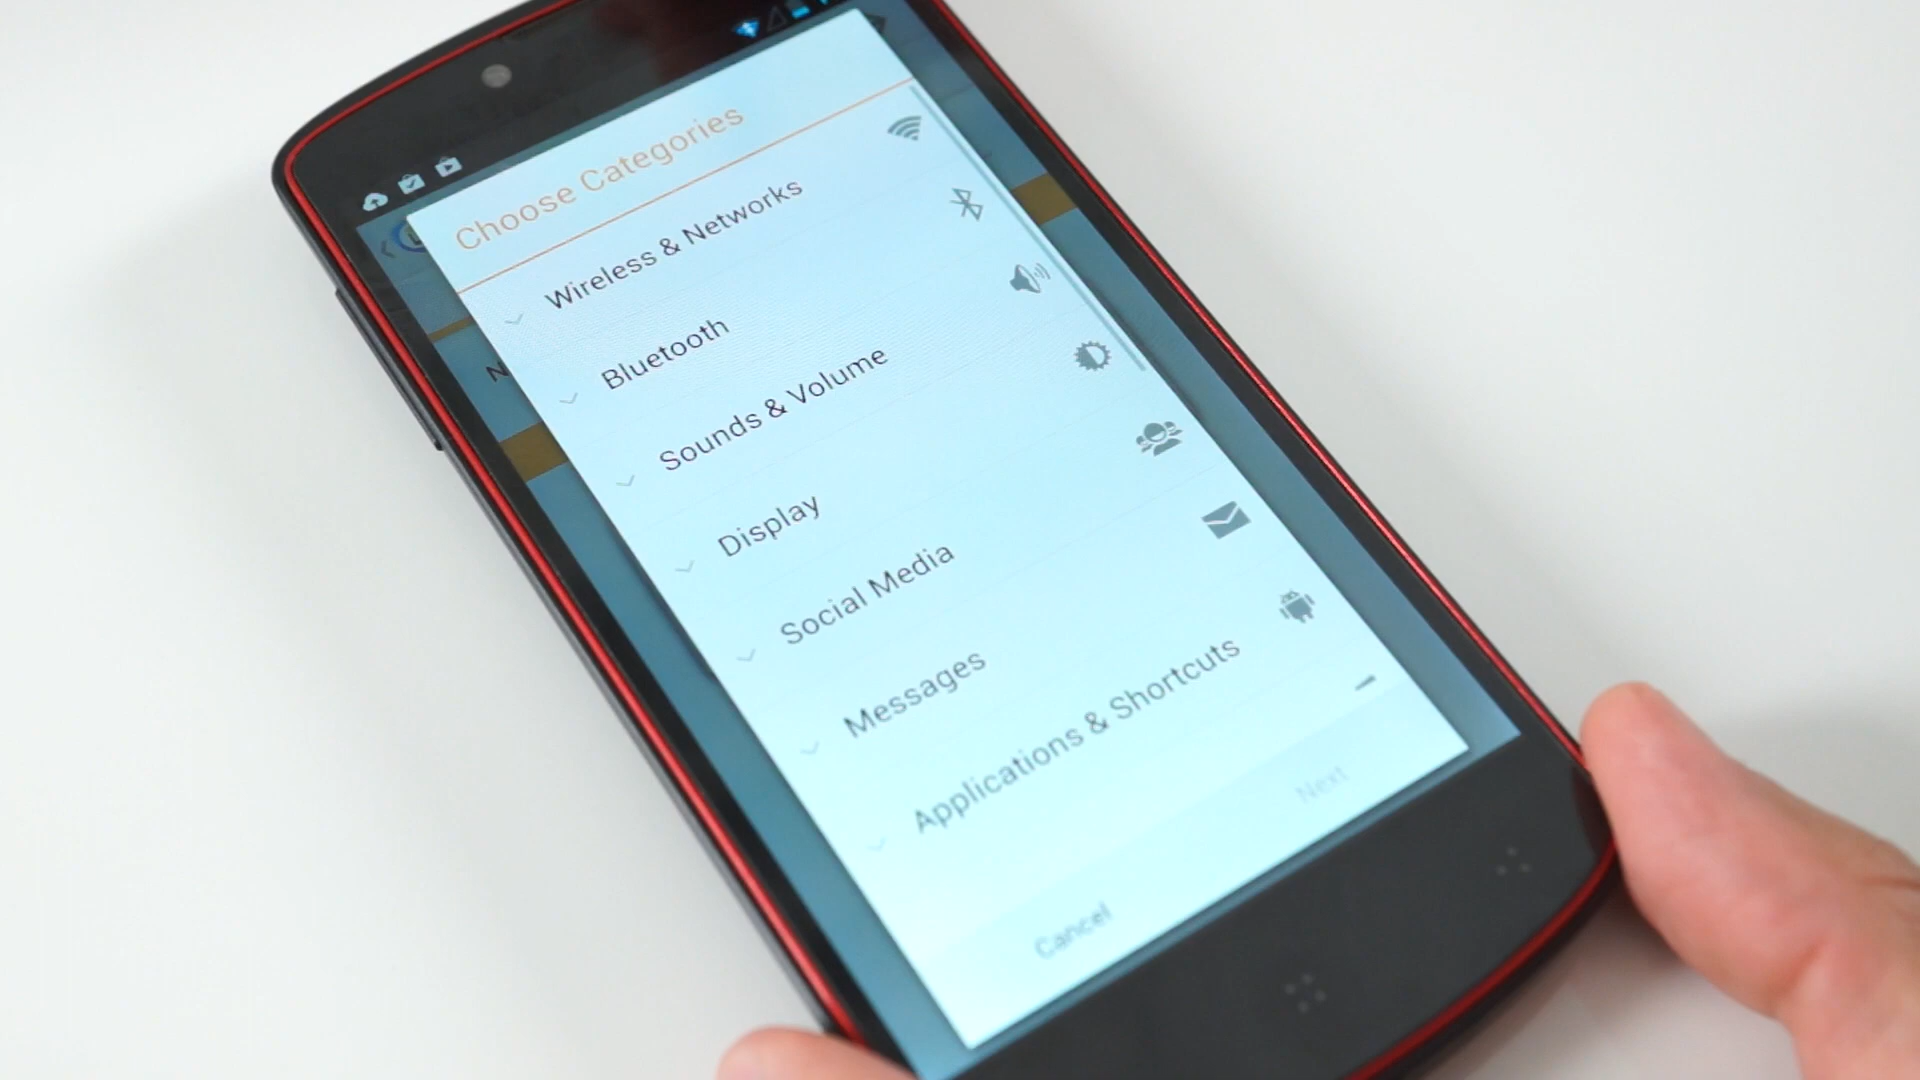 Choose Categories
Wireless & Networks
Bluetooth
Sounds & Volume
Display
Social Media
Messages
Applications & Shortcuts
Cancel
Next